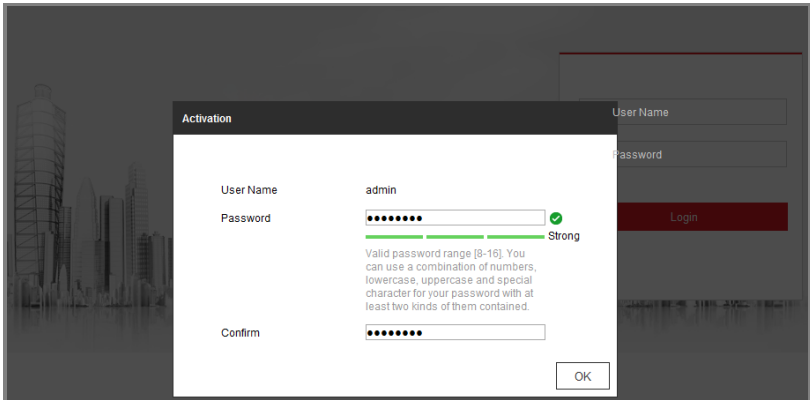 Activation
User Name
Password
Login
User Name admin
Password ●●●●●●●●
Strong
Valid password range [8-16]. You
can use a combination of numbers,
lowercase, uppercase and special
character for your password with at
least two kinds of them contained.
Confirm ●●●●●●●●
OK